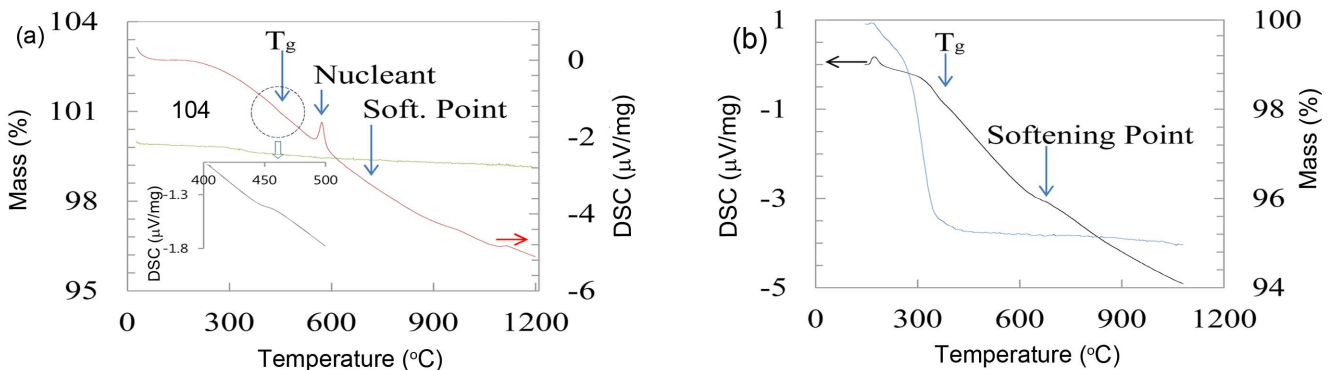 (a)
104
101
98
95
Mass (%)
0
300
600
900
1200
Temperature (°C)
0
-2
-4
-6
DSC (µV/mg)
Tg
Nucleant
Soft. Point
104
400
450
500
-1.3
-1.8
DSC (µV/mg)
(b)
1
-1
-3
-5
DSC (µV/mg)
0
300
600
900
1200
Temperature (°C)
100
98
96
94
Mass (%)
Tg
Softening Point